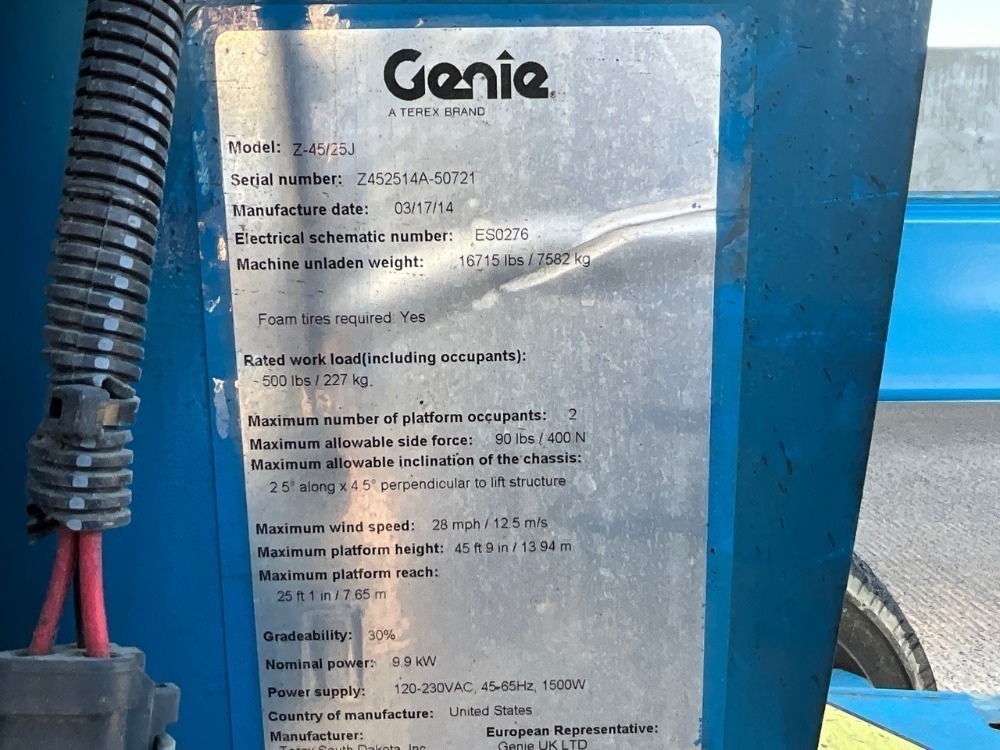 Genie
A TEREX BRAND
Model: Z-45/25J
Serial number: Z452514A-50721
Manufacture date: 03/17/14
Electrical schematic number: ES0276
Machine unladen weight: 16715 lbs / 7582 kg
Foam tires required: Yes
Rated work load(including occupants):
500 lbs / 227 kg.
Maximum number of platform occupants: 2
Maximum allowable side force: 90 lbs / 400 N
Maximum allowable inclination of the chassis:
2.5° along x 4.5° perpendicular to lift structure
Maximum wind speed: 28 mph / 12.5 m/s
Maximum platform height: 45 ft 9 in / 13.94 m
Maximum platform reach:
25 ft 1 in / 7.65 m
Gradeability: 30%
Nominal power: 9.9 kW
Power supply: 120-230VAC, 45-65Hz, 1500W
Country of manufacture: United States
Manufacturer: European Representative:
Terex South Dakota, Inc. Genie UK LTD